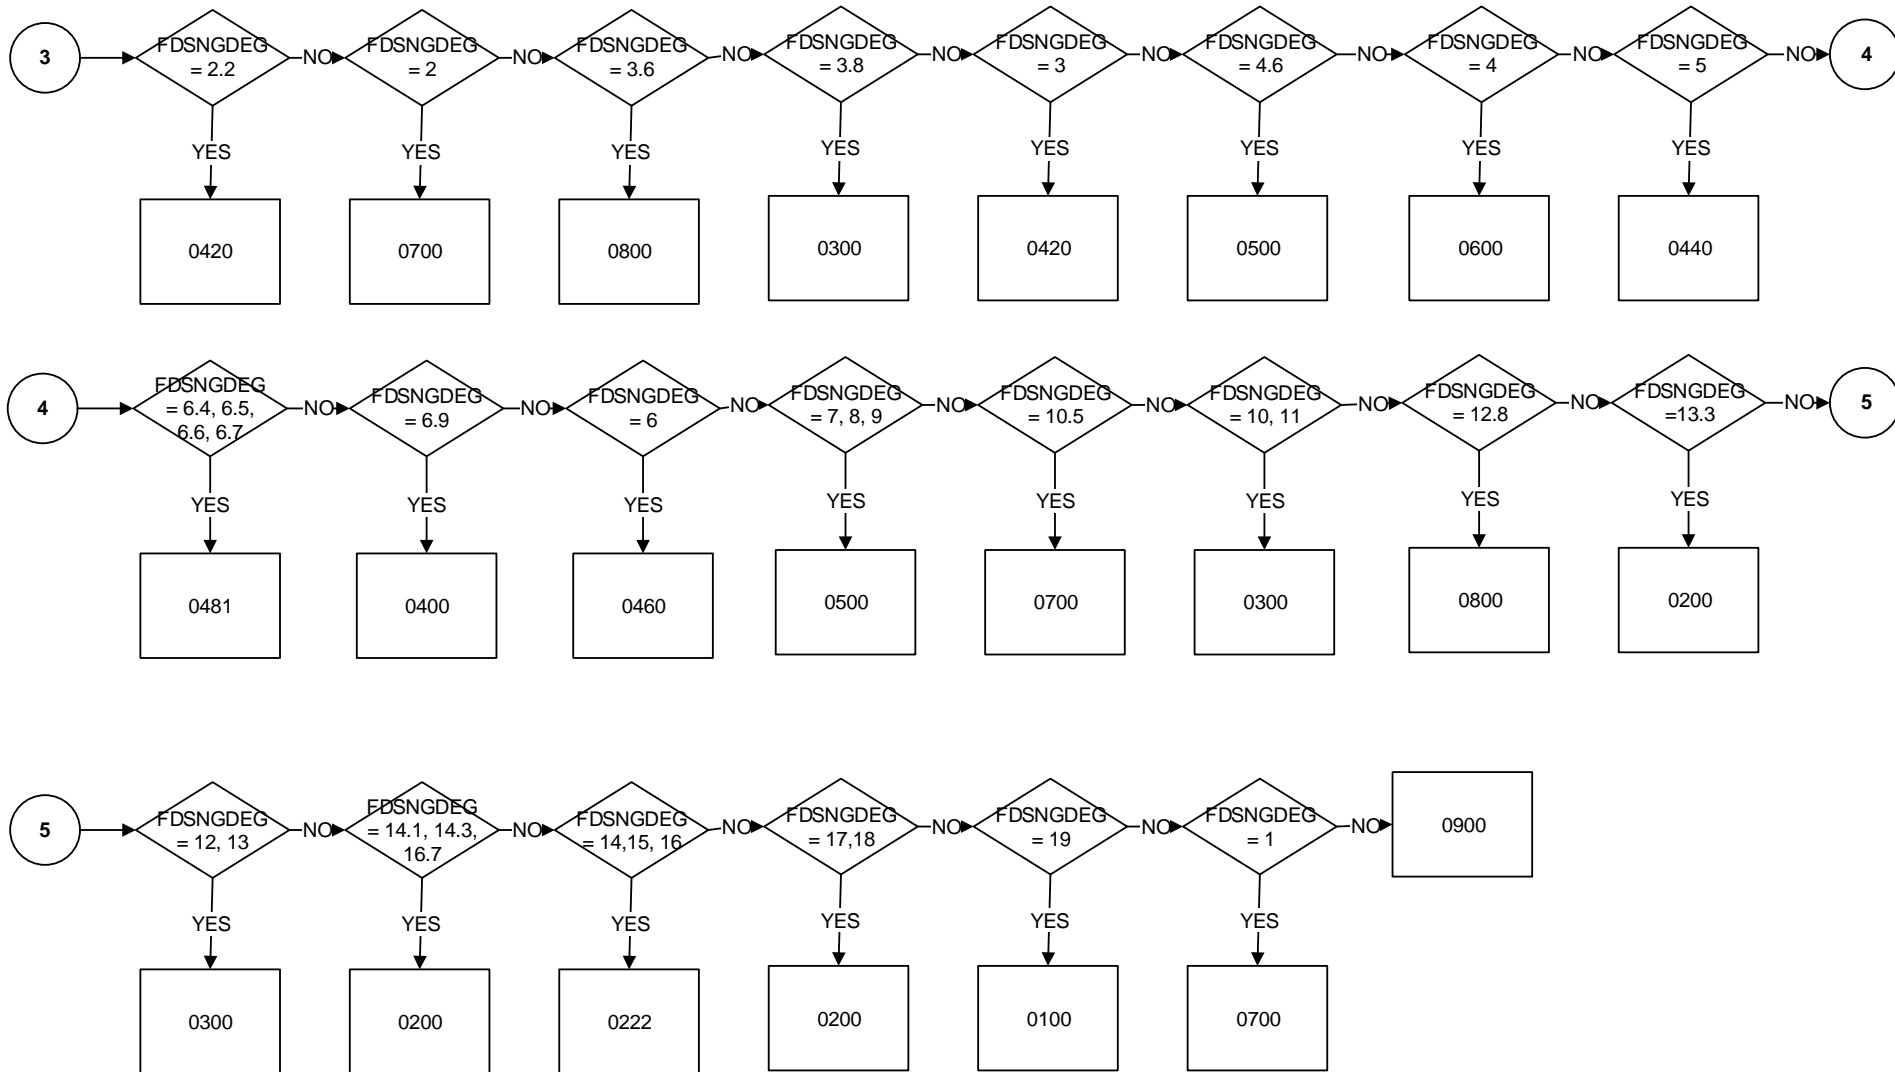 3
FDSNGDEG
= 2.2
NO
FDSNGDEG
= 2
NO
FDSNGDEG
= 3.6
NO
FDSNGDEG
= 3.8
NO
FDSNGDEG
= 3
NO
FDSNGDEG
= 4.6
NO
FDSNGDEG
= 4
NO
FDSNGDEG
= 5
NO
4
YES
YES
YES
YES
YES
YES
YES
YES
0420
0700
0800
0300
0420
0500
0600
0440
4
FDSNGDEG
= 6.4, 6.5,
6.6, 6.7
NO
FDSNGDEG
= 6.9
NO
FDSNGDEG
= 6
NO
FDSNGDEG
= 7, 8, 9
NO
FDSNGDEG
= 10.5
NO
FDSNGDEG
= 10, 11
NO
FDSNGDEG
= 12.8
NO
FDSNGDEG
=13.3
NO
5
YES
YES
YES
YES
YES
YES
YES
YES
0481
0400
0460
0500
0700
0300
0800
0200
5
FDSNGDEG
= 12, 13
NO
FDSNGDEG
= 14.1, 14.3,
16.7
NO
FDSNGDEG
= 14,15, 16
NO
FDSNGDEG
= 17,18
NO
FDSNGDEG
= 19
NO
FDSNGDEG
= 1
NO
0900
YES
YES
YES
YES
YES
YES
0300
0200
0222
0200
0100
0700